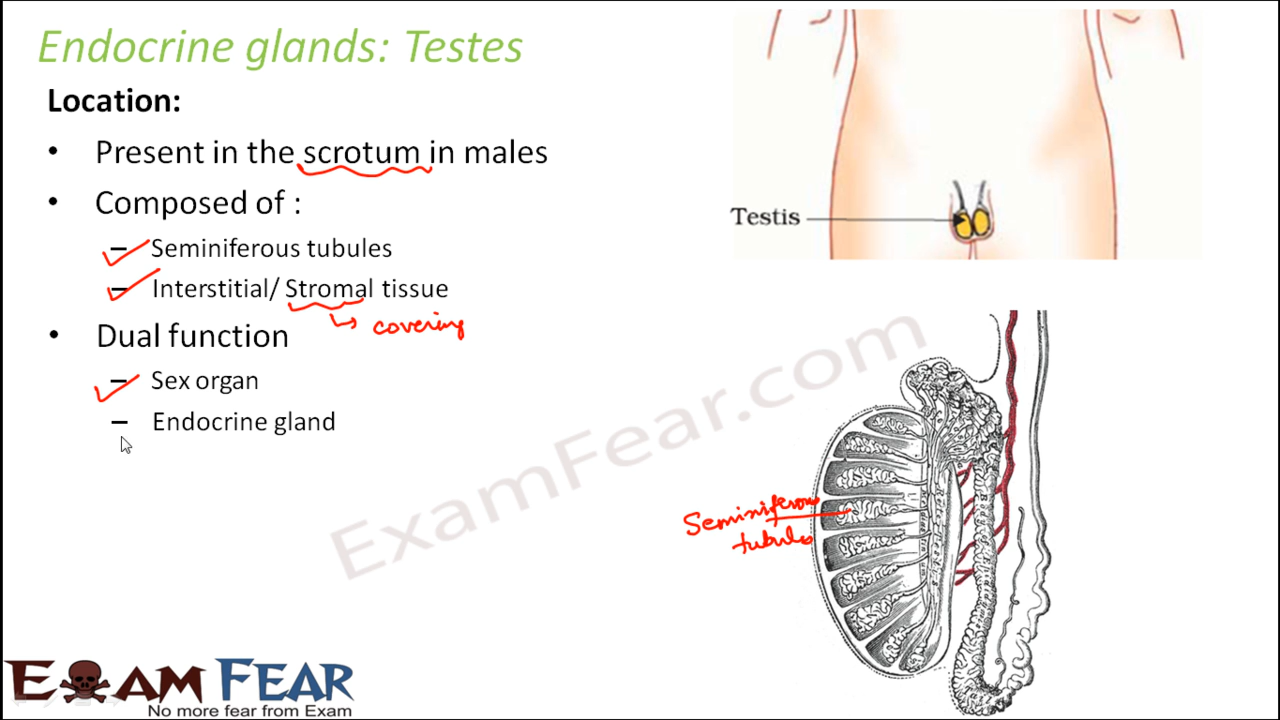 Endocrine glands: Testes
Location:
• Present in the scrotum in males
• Composed of :
– Seminiferous tubules
– Interstitial/ Stromal tissue
covering
• Dual function
– Sex organ
– Endocrine gland
Testis
Seminiferous
tubules
ExamFear.com
EXAM FEAR
No more fear from Exam